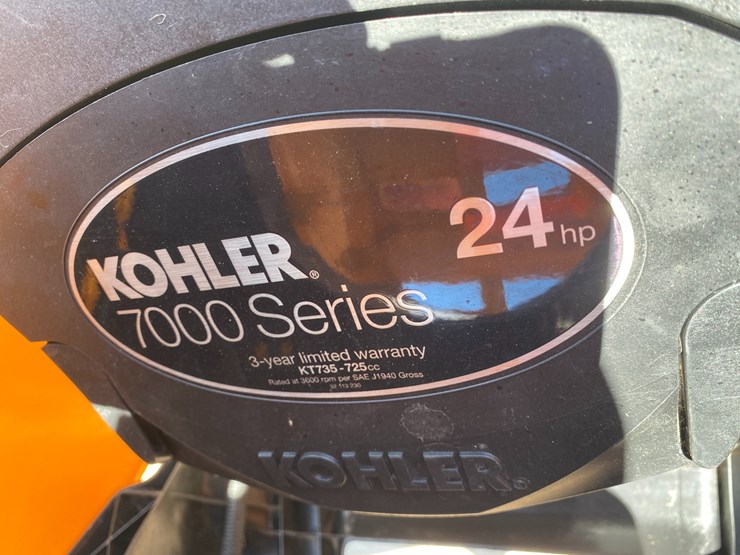 KOHLER®
7000 Series
24 hp
3-year limited warranty
KT735-725cc
Rated at 3600 rpm per SAE J1940 Gross
KOHLER®